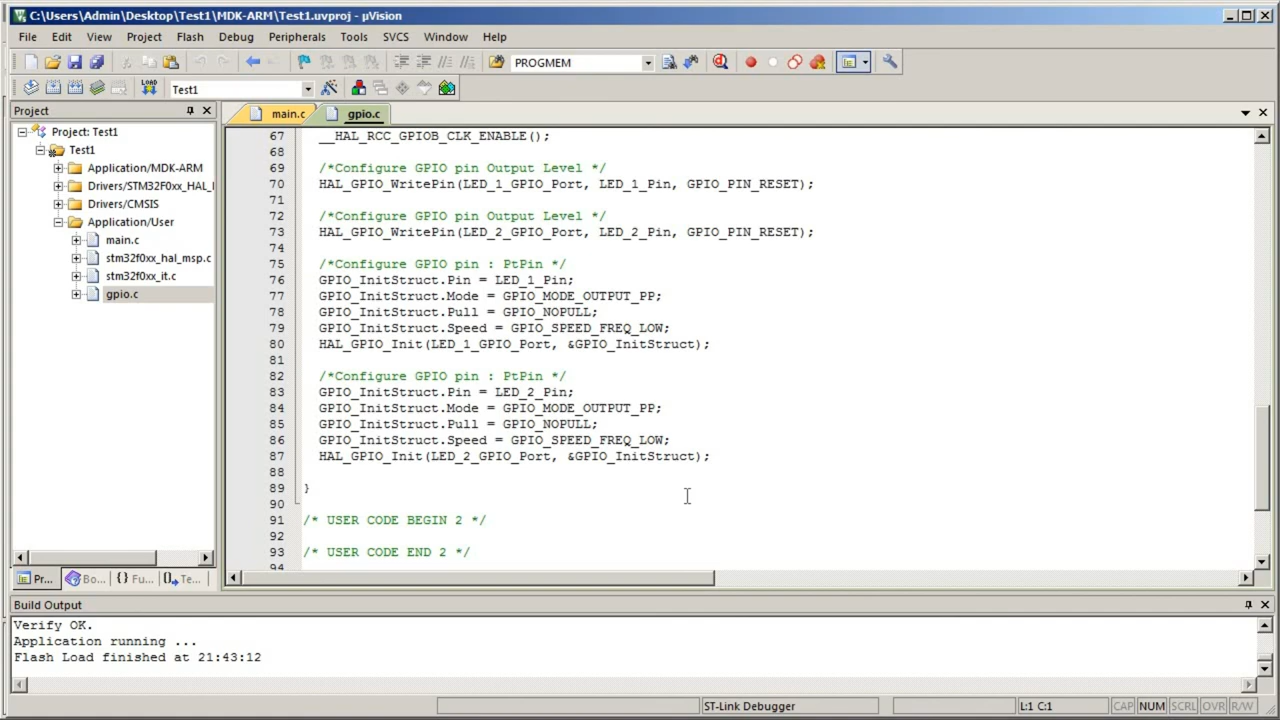 C:\Users\Admin\Desktop\Test1\MDK-ARM\Test1.uvproj - µVision
File Edit View Project Flash Debug Peripherals Tools SVCS Window Help
PROGMEM
LOAD Test1
Project
main.c gpio.c
Project: Test1
Test1
Application/MDK-ARM
Drivers/STM32F0xx_HAL_I
Drivers/CMSIS
Application/User
main.c
stm32f0xx_hal_msp.c
stm32f0xx_it.c
gpio.c
67 __HAL_RCC_GPIOB_CLK_ENABLE();
68
69 /*Configure GPIO pin Output Level */
70 HAL_GPIO_WritePin(LED_1_GPIO_Port, LED_1_Pin, GPIO_PIN_RESET);
71
72 /*Configure GPIO pin Output Level */
73 HAL_GPIO_WritePin(LED_2_GPIO_Port, LED_2_Pin, GPIO_PIN_RESET);
74
75 /*Configure GPIO pin : PtPin */
76 GPIO_InitStruct.Pin = LED_1_Pin;
77 GPIO_InitStruct.Mode = GPIO_MODE_OUTPUT_PP;
78 GPIO_InitStruct.Pull = GPIO_NOPULL;
79 GPIO_InitStruct.Speed = GPIO_SPEED_FREQ_LOW;
80 HAL_GPIO_Init(LED_1_GPIO_Port, &GPIO_InitStruct);
81
82 /*Configure GPIO pin : PtPin */
83 GPIO_InitStruct.Pin = LED_2_Pin;
84 GPIO_InitStruct.Mode = GPIO_MODE_OUTPUT_PP;
85 GPIO_InitStruct.Pull = GPIO_NOPULL;
86 GPIO_InitStruct.Speed = GPIO_SPEED_FREQ_LOW;
87 HAL_GPIO_Init(LED_2_GPIO_Port, &GPIO_InitStruct);
88
89 }
90
91 /* USER CODE BEGIN 2 */
92
93 /* USER CODE END 2 */
94
Pr... Bo... {} Fu... Te...
Build Output
Verify OK.
Application running ...
Flash Load finished at 21:43:12
ST-Link Debugger L:1 C:1 CAP NUM SCRL OVR R/W